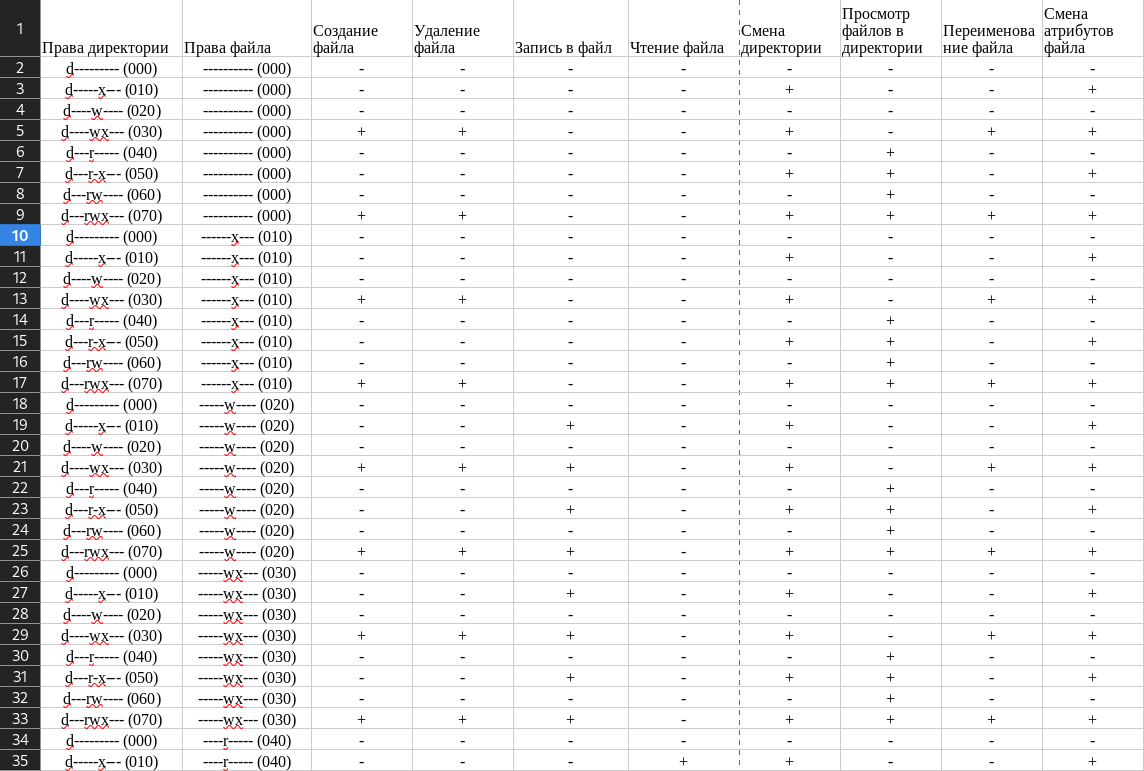 1 Права директории Права файла Создание файла Удаление файла Запись в файл Чтение файла Смена директории Просмотр файлов в директории Переименова ние файла Смена атрибутов файла
2 d--------- (000) ---------- (000) - - - - - - - -
3 d-----x--- (010) ---------- (000) - - - - + - - +
4 d----w---- (020) ---------- (000) - - - - - - - -
5 d----wx--- (030) ---------- (000) + + - - + - + +
6 d---r----- (040) ---------- (000) - - - - - + - -
7 d---r-x--- (050) ---------- (000) - - - - + + - +
8 d---rw---- (060) ---------- (000) - - - - - + - -
9 d---rwx--- (070) ---------- (000) + + - - + + + +
10 d--------- (000) ------x--- (010) - - - - - - - -
11 d-----x--- (010) ------x--- (010) - - - - + - - +
12 d----w---- (020) ------x--- (010) - - - - - - - -
13 d----wx--- (030) ------x--- (010) + + - - + - + +
14 d---r----- (040) ------x--- (010) - - - - - + - -
15 d---r-x--- (050) ------x--- (010) - - - - + + - +
16 d---rw---- (060) ------x--- (010) - - - - - + - -
17 d---rwx--- (070) ------x--- (010) + + - - + + + +
18 d--------- (000) -----w---- (020) - - - - - - - -
19 d-----x--- (010) -----w---- (020) - - + - + - - +
20 d----w---- (020) -----w---- (020) - - - - - - - -
21 d----wx--- (030) -----w---- (020) + + + - + - + +
22 d---r----- (040) -----w---- (020) - - - - - + - -
23 d---r-x--- (050) -----w---- (020) - - + - + + - +
24 d---rw---- (060) -----w---- (020) - - - - - + - -
25 d---rwx--- (070) -----w---- (020) + + + - + + + +
26 d--------- (000) -----wx--- (030) - - - - - - - -
27 d-----x--- (010) -----wx--- (030) - - + - + - - +
28 d----w---- (020) -----wx--- (030) - - - - - - - -
29 d----wx--- (030) -----wx--- (030) + + + - + - + +
30 d---r----- (040) -----wx--- (030) - - - - - + - -
31 d---r-x--- (050) -----wx--- (030) - - + - + + - +
32 d---rw---- (060) -----wx--- (030) - - - - - + - -
33 d---rwx--- (070) -----wx--- (030) + + + - + + + +
34 d--------- (000) ----r----- (040) - - - - - - - -
35 d-----x--- (010) ----r----- (040) - - - + + - - +